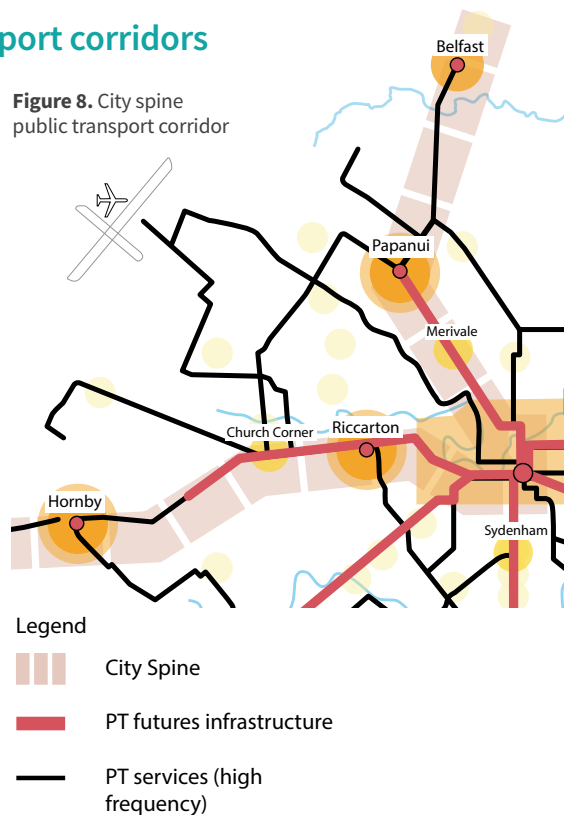 port corridors
Figure 8. City spine
public transport corridor
Belfast
Papanui
Merivale
Church Corner
Riccarton
Hornby
Sydenham
Legend
City Spine
PT futures infrastructure
PT services (high
frequency)